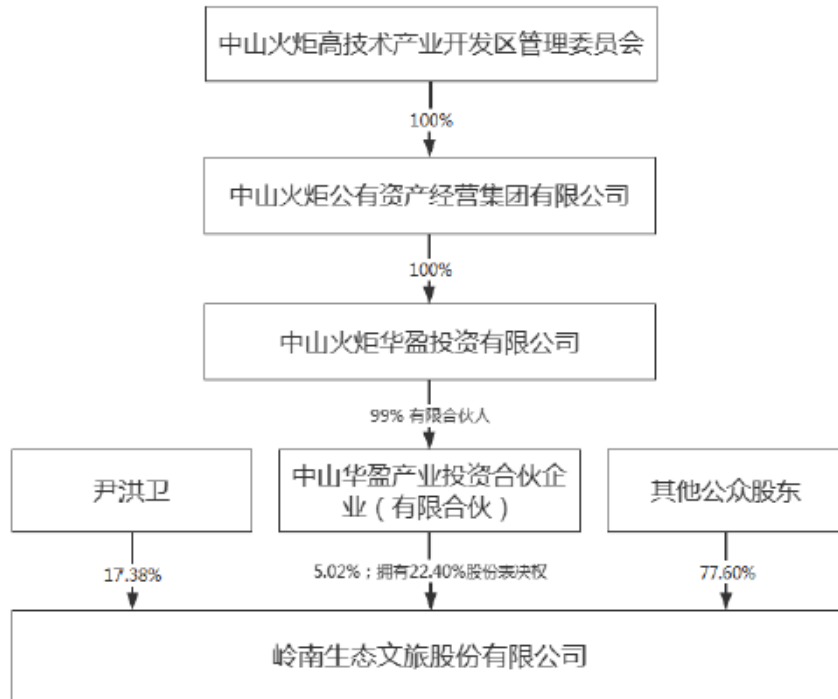 中山火炬高技术产业开发区管理委员会
100%
中山火炬公有资产经营集团有限公司
100%
中山火炬华盈投资有限公司
99% 有限合伙人
尹洪卫
中山华盈产业投资合伙企
业（有限合伙）
其他公众股东
17.38%
5.02%；拥有22.40%股份表决权
77.60%
岭南生态文旅股份有限公司